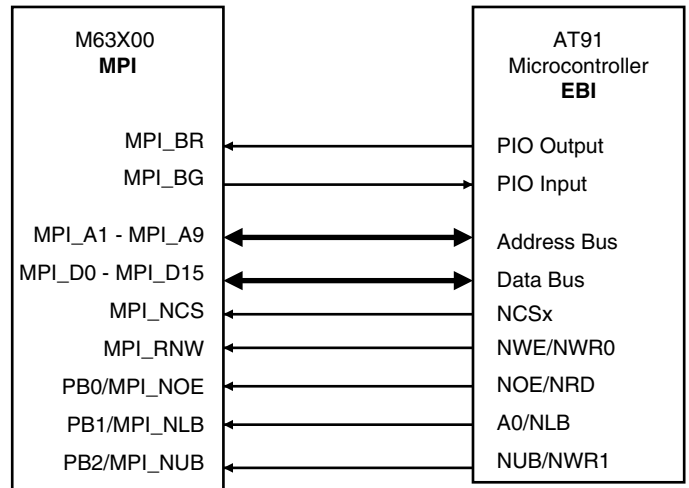 M63X00
MPI
MPI_BR
MPI_BG
MPI_A1 - MPI_A9
MPI_D0 - MPI_D15
MPI_NCS
MPI_RNW
PB0/MPI_NOE
PB1/MPI_NLB
PB2/MPI_NUB
AT91
Microcontroller
EBI
PIO Output
PIO Input
Address Bus
Data Bus
NCSx
NWE/NWR0
NOE/NRD
A0/NLB
NUB/NWR1